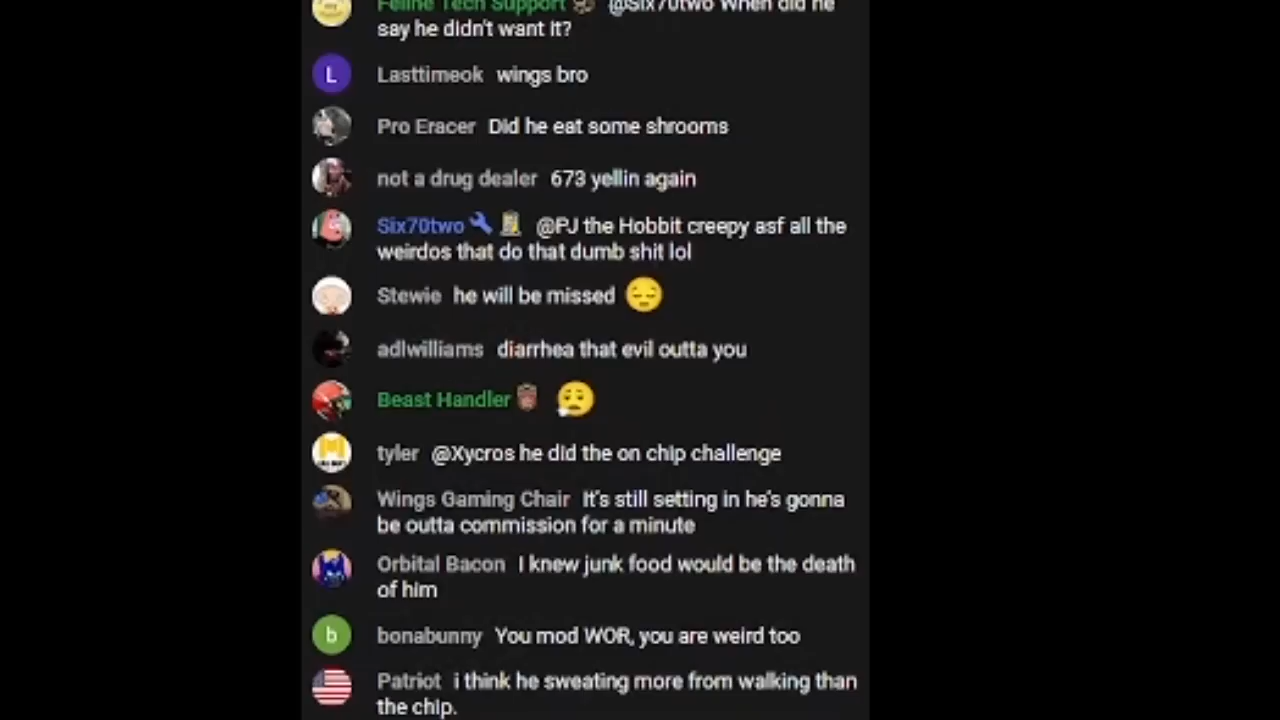 Feline Tech Support @Six70two When did he
say he didn't want it?
L Lasttimeok wings bro
Pro Eracer Did he eat some shrooms
not a drug dealer 673 yellin again
Six70two @PJ the Hobbit creepy asf all the
weirdos that do that dumb shit lol
Stewie he will be missed
adlwilliams diarrhea that evil outta you
Beast Handler
tyler @Xycros he did the on chip challenge
Wings Gaming Chair It's still setting in he's gonna
be outta commission for a minute
Orbital Bacon I knew junk food would be the death
of him
b bonabunny You mod WOR, you are weird too
Patriot i think he sweating more from walking than
the chip.